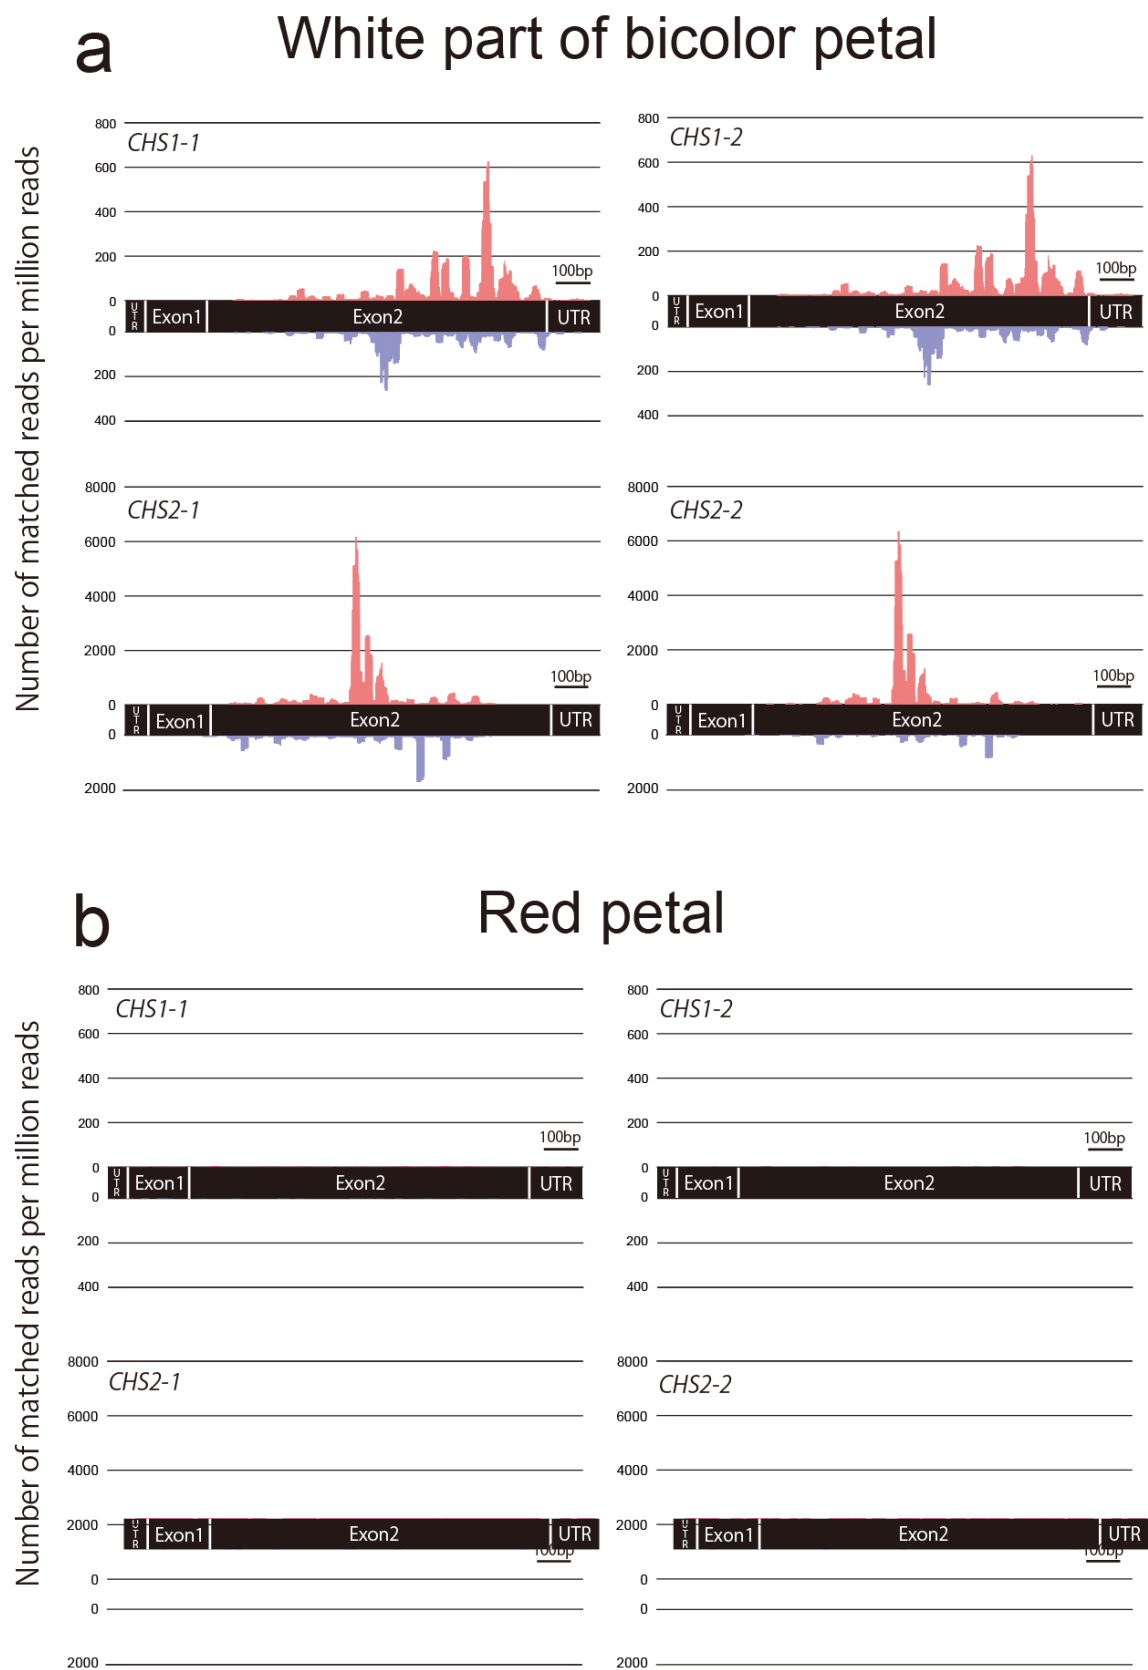 a White part of bicolor petal
Number of matched reads per million reads
800
CHS1-1
600
400
200
100bp
0
UTR Exon1 Exon2 UTR
0
200
400
800
CHS1-2
600
400
200
100bp
0
UTR Exon1 Exon2 UTR
0
200
400
8000
CHS2-1
6000
4000
2000
100bp
0
UTR Exon1 Exon2 UTR
0
2000
8000
CHS2-2
6000
4000
2000
100bp
0
UTR Exon1 Exon2 UTR
0
2000
b Red petal
Number of matched reads per million reads
800
CHS1-1
600
400
200
100bp
0
UTR Exon1 Exon2 UTR
0
200
400
800
CHS1-2
600
400
200
100bp
0
UTR Exon1 Exon2 UTR
0
200
400
8000
CHS2-1
6000
4000
2000
UTR Exon1 Exon2 UTR
100bp
0
0
2000
8000
CHS2-2
6000
4000
2000
UTR Exon1 Exon2 UTR
100bp
0
0
2000